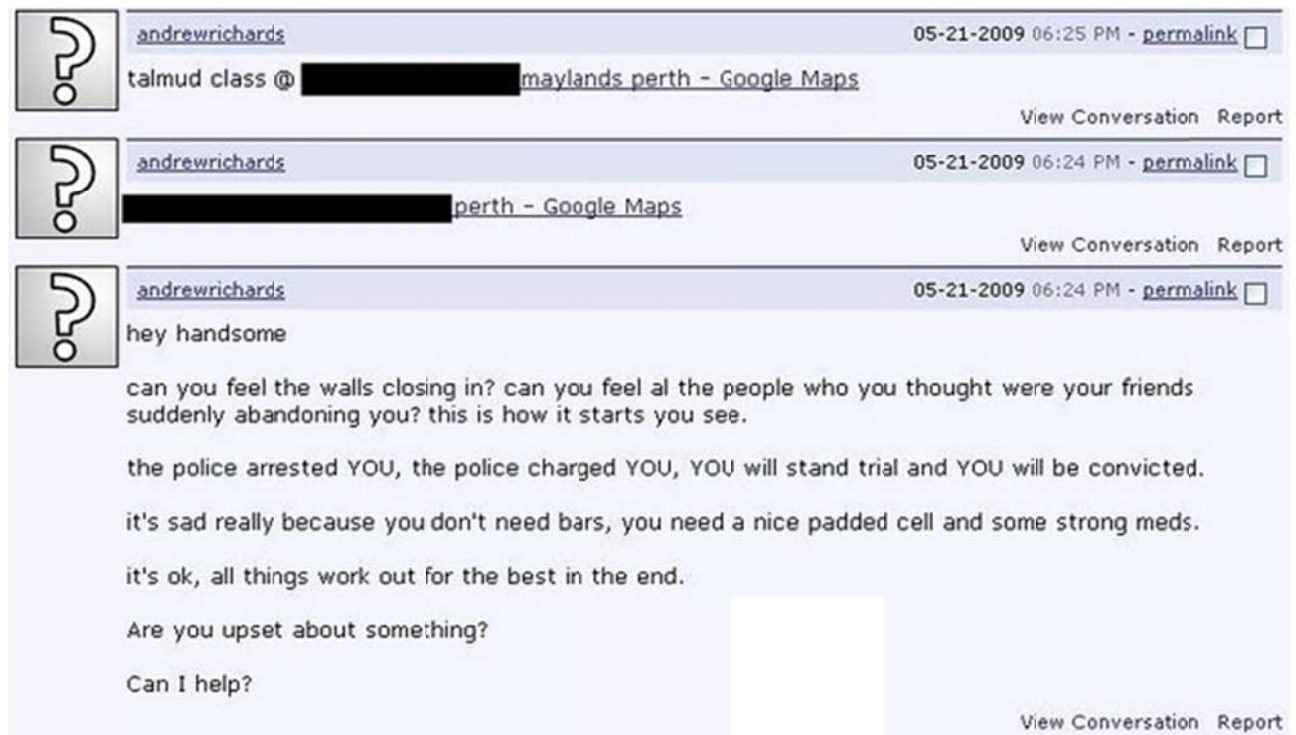 andrewrichards 05-21-2009 06:25 PM - permalink
talmud class @ maylands perth - Google Maps
View Conversation Report
andrewrichards 05-21-2009 06:24 PM - permalink
perth - Google Maps
View Conversation Report
andrewrichards 05-21-2009 06:24 PM - permalink
hey handsome
can you feel the walls closing in? can you feel al the people who you thought were your friends
suddenly abandoning you? this is how it starts you see.
the police arrested YOU, the police charged YOU, YOU will stand trial and YOU will be convicted.
it's sad really because you don't need bars, you need a nice padded cell and some strong meds.
it's ok, all things work out for the best in the end.
Are you upset about something?
Can I help?
View Conversation Report